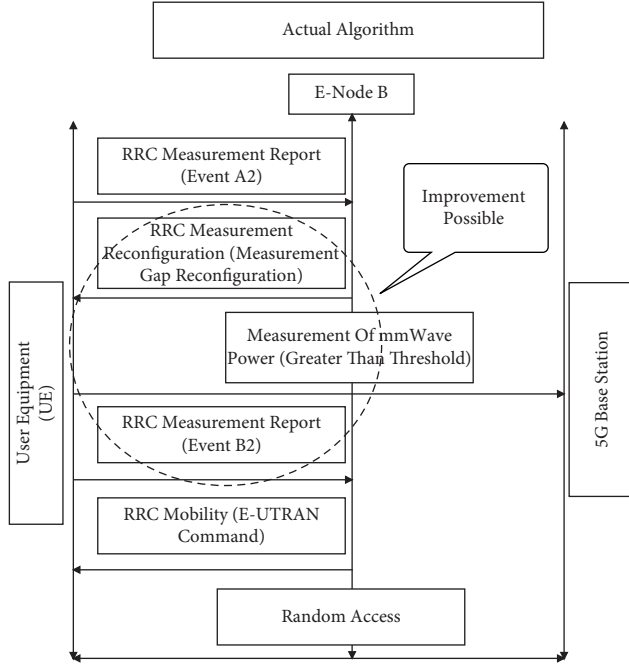 Actual Algorithm
E-Node B
RRC Measurement Report
(Event A2)
Improvement
Possible
RRC Measurement
Reconfiguration (Measurement
Gap Reconfiguration)
Measurement Of mmWave
Power (Greater Than Threshold)
User Equipment
(UE)
5G Base Station
RRC Measurement Report
(Event B2)
RRC Mobility (E-UTRAN
Command)
Random Access